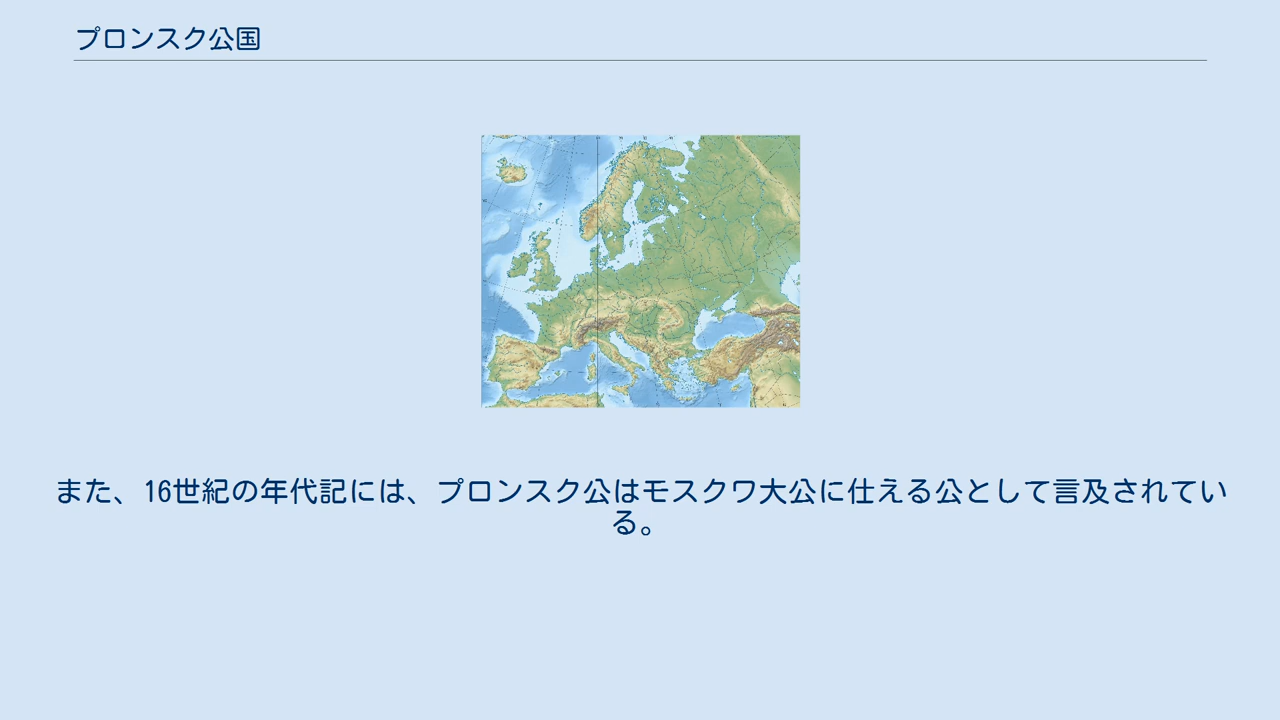 プロンスク公国
また、16世紀の年代記には、プロンスク公はモスクワ大公に仕える公として言及されてい
る。